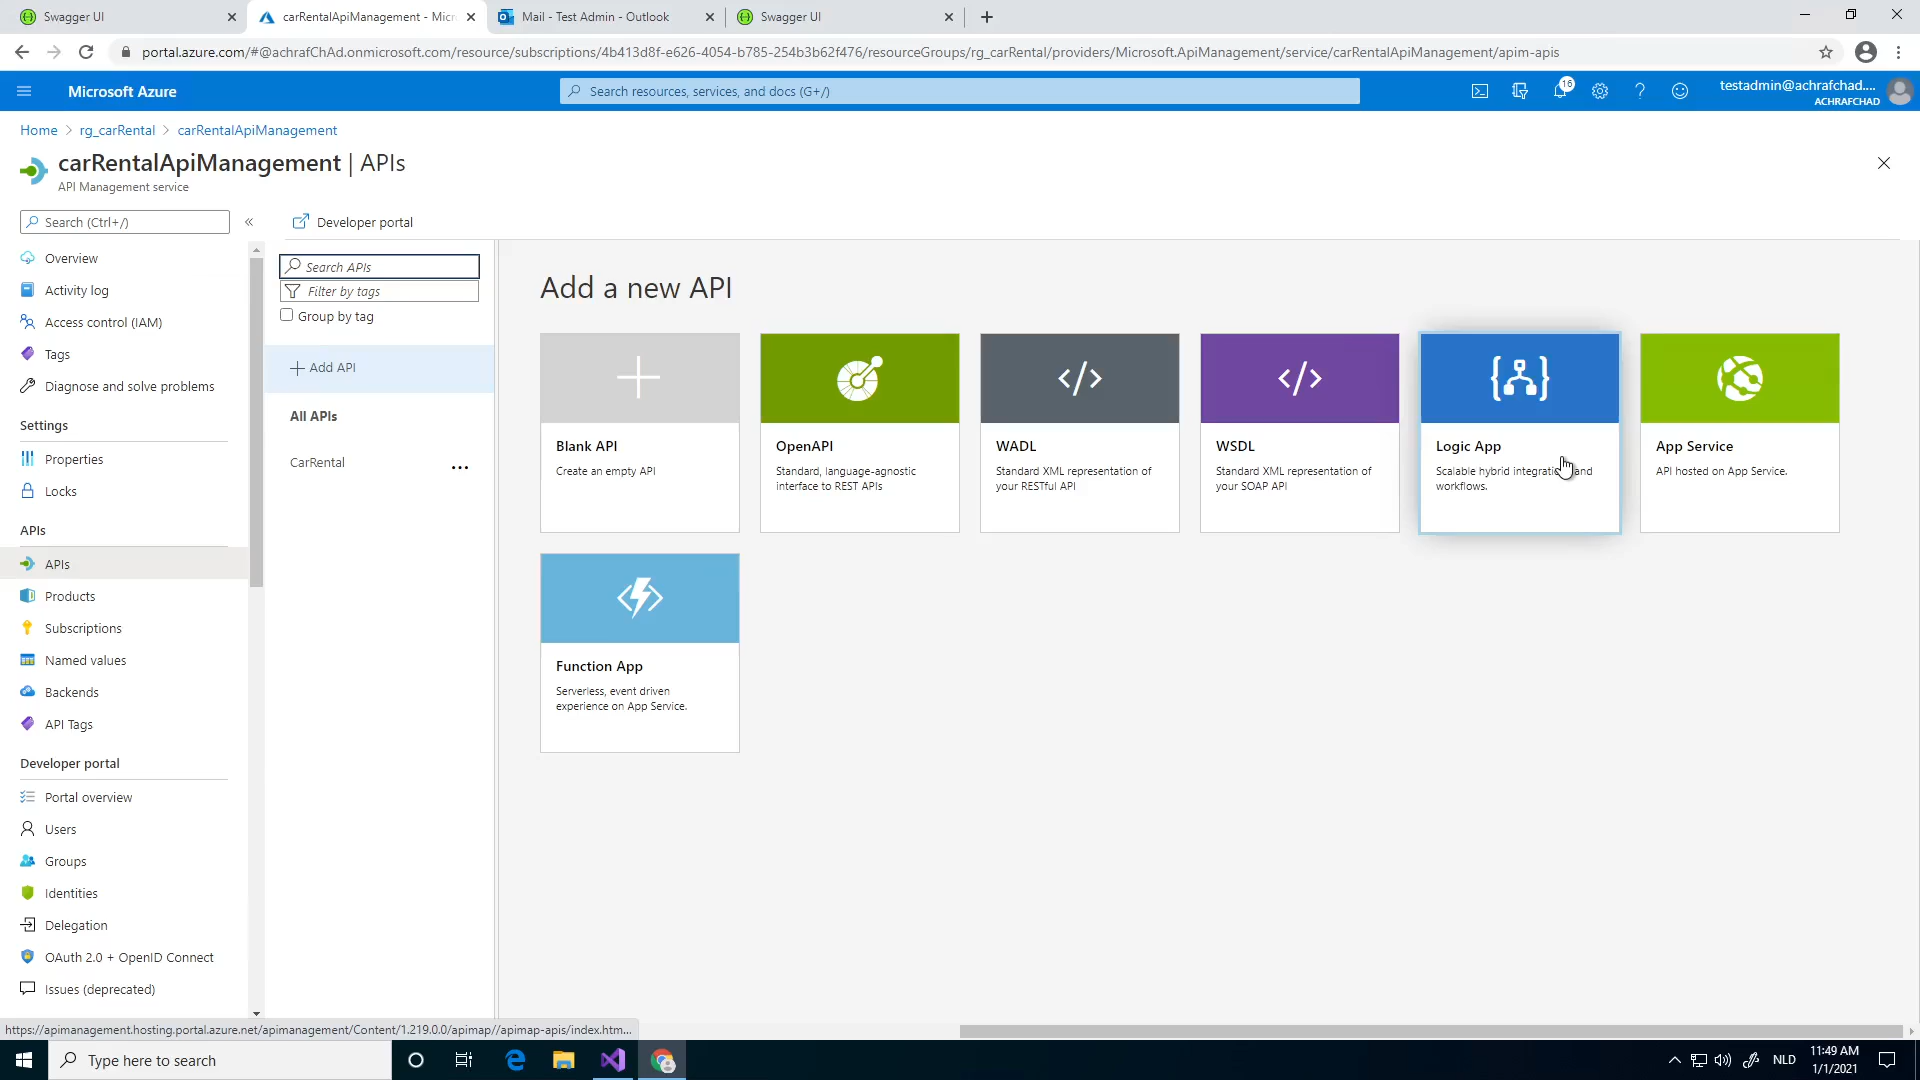 Swagger UI
carRentalApiManagement - Micr
Mail - Test Admin - Outlook
Swagger UI
portal.azure.com/#@achrafChAd.onmicrosoft.com/resource/subscriptions/4b413d8f-e626-4054-b785-254b3b62f476/resourceGroups/rg_carRental/providers/Microsoft.ApiManagement/service/carRentalApiManagement/apim-apis
Microsoft Azure
Search resources, services, and docs (G+/)
16
testadmin@achrafchad....
ACHRAFCHAD
Home > rg_carRental > carRentalApiManagement
carRentalApiManagement | APIs
API Management service
Search (Ctrl+/)
Overview
Activity log
Access control (IAM)
Tags
Diagnose and solve problems
Settings
Properties
Locks
APIs
APIs
Products
Subscriptions
Named values
Backends
API Tags
Developer portal
Portal overview
Users
Groups
Identities
Delegation
OAuth 2.0 + OpenID Connect
Issues (deprecated)
Developer portal
Search APIs
Filter by tags
Group by tag
Add API
All APIs
CarRental
Add a new API
Blank API
Create an empty API
OpenAPI
Standard, language-agnostic
interface to REST APIs
WADL
Standard XML representation of
your RESTful API
WSDL
Standard XML representation of
your SOAP API
Logic App
Scalable hybrid and
workflows.
App Service
API hosted on App Service.
Function App
Serverless, event driven
experience on App Service.
https://apimanagement.hosting.portal.azure.net/apimanagement/Content/1.219.0.0/apimap//apimap-apis/index.htm...
Type here to search
NLD
11:49 AM
1/1/2021